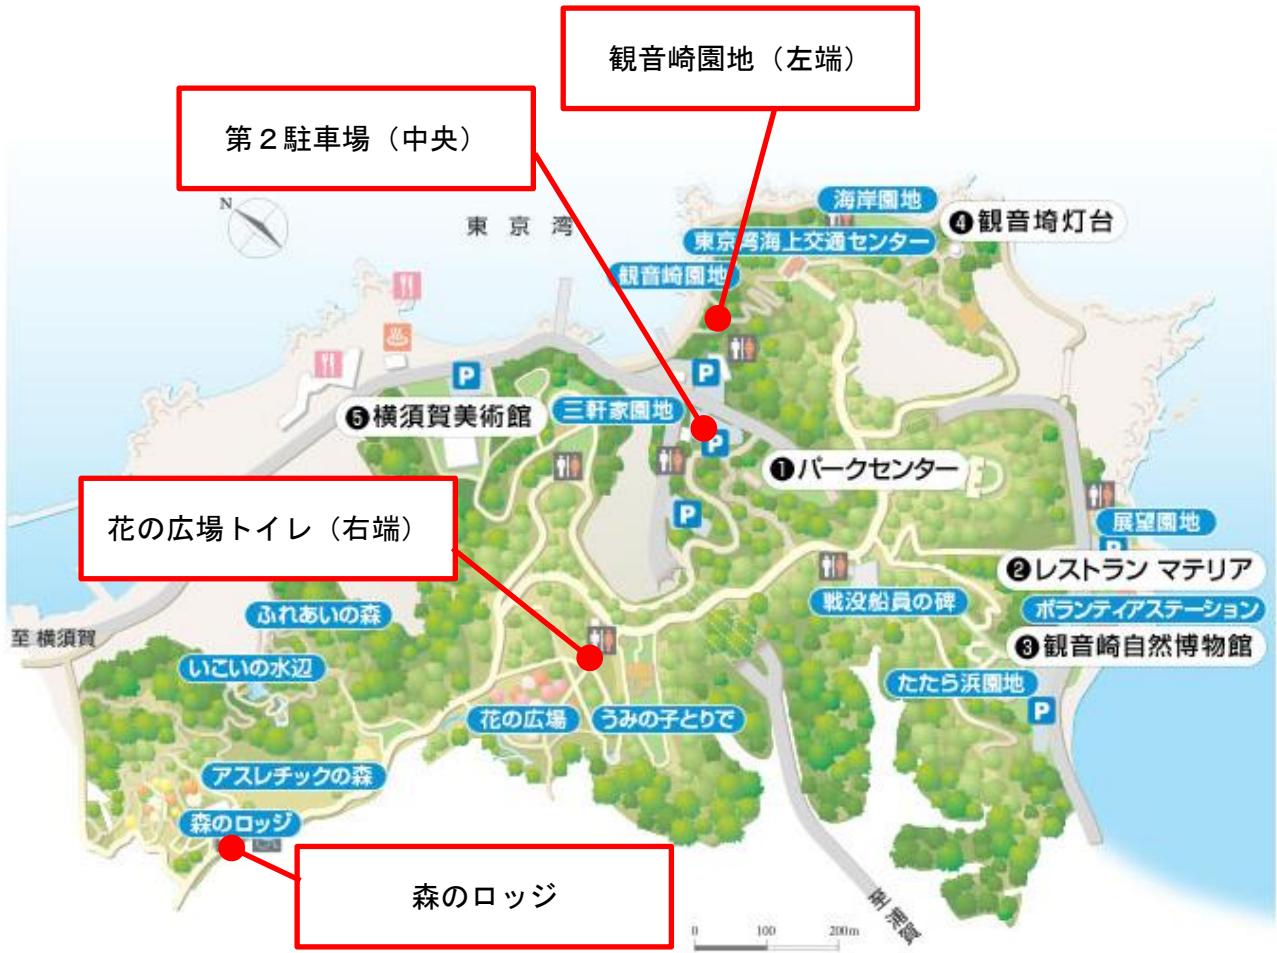 観音崎園地（左端）
第２駐車場（中央）
N
東京湾
海岸園地
❹観音埼灯台
東京湾海上交通センター
観音崎園地
P
P
❺横須賀美術館
三軒家園地
P
❶パークセンター
P
花の広場トイレ（右端）
展望園地
P
❷レストラン マテリア
戦没船員の碑
ボランティアステーション
ふれあいの森
至 横須賀
❸観音崎自然博物館
いこいの水辺
たたら浜園地
P
花の広場
うみの子とりで
アスレチックの森
森のロッジ
森のロッジ
至 浦賀
0 100 200m